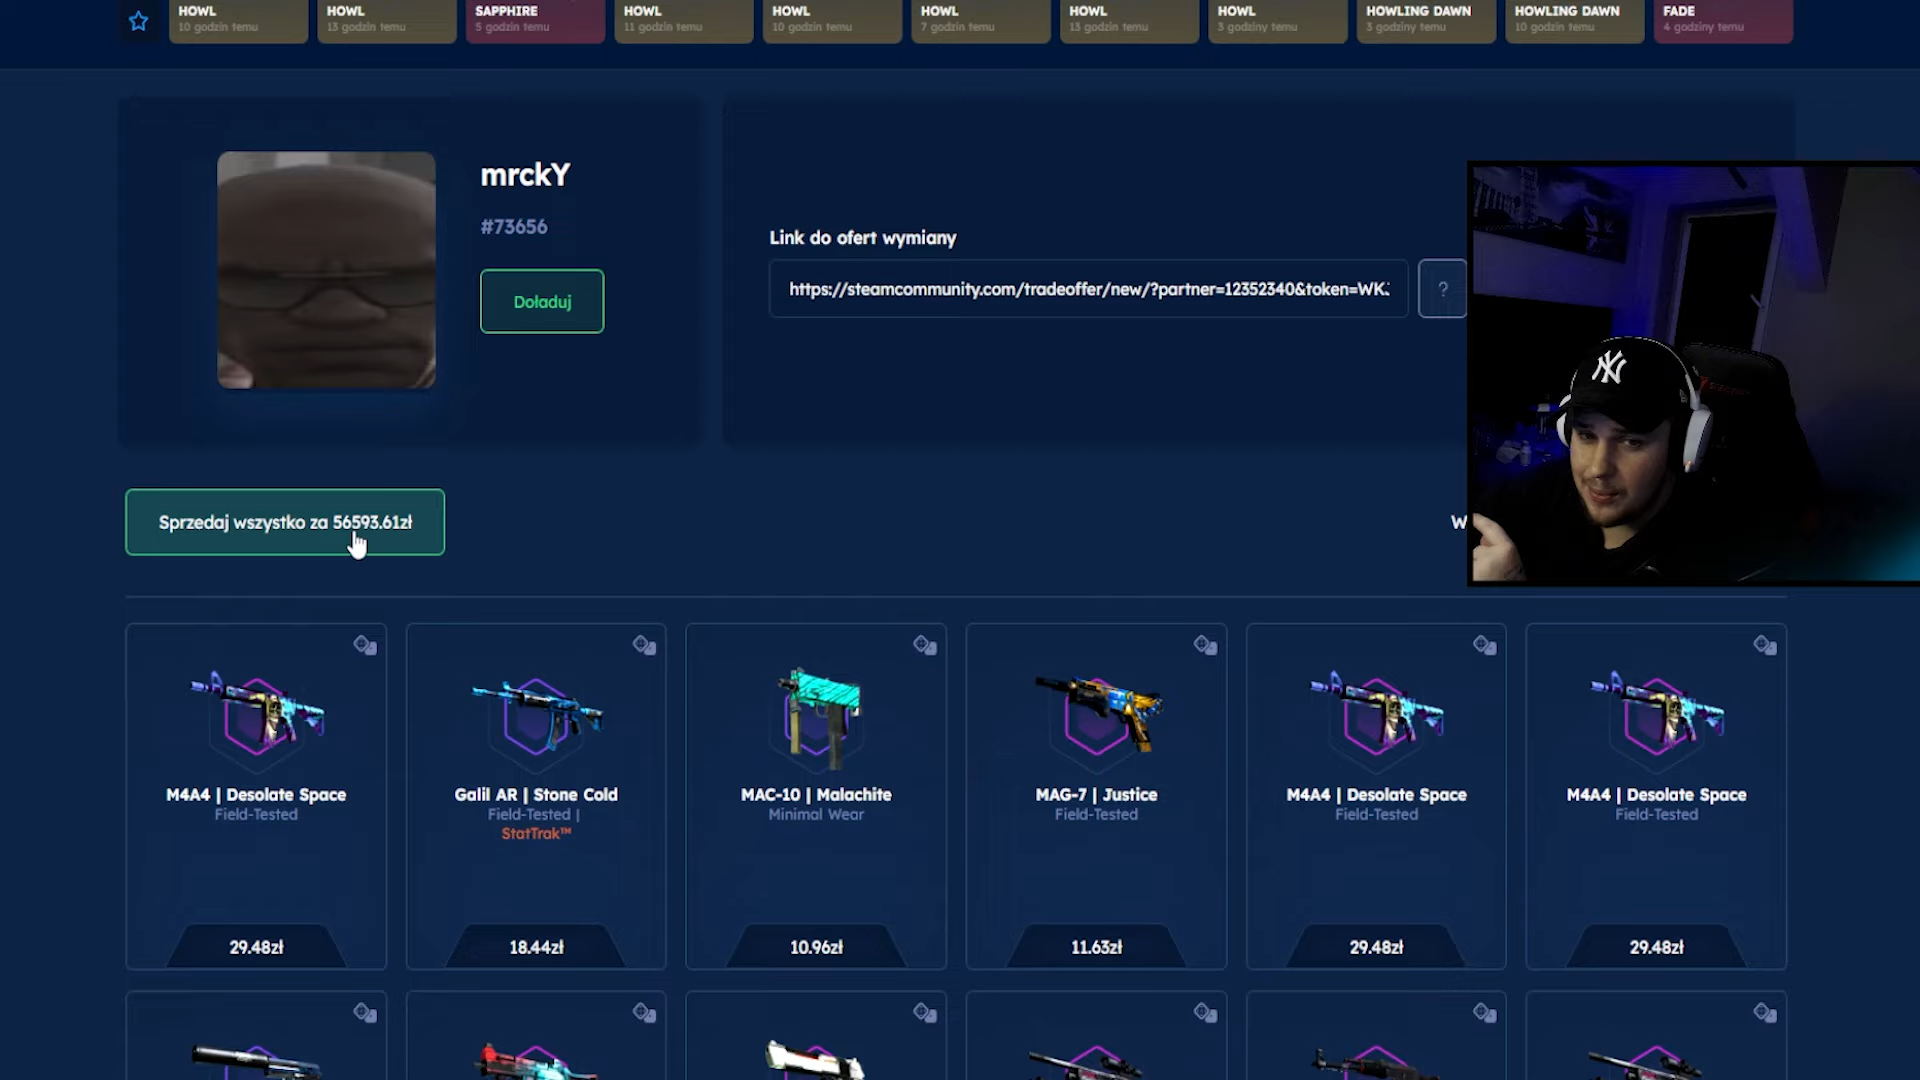 HOWL
10 godzin temu
HOWL
13 godzin temu
SAPPHIRE
5 godzin temu
HOWL
11 godzin temu
HOWL
10 godzin temu
HOWL
7 godzin temu
HOWL
13 godzin temu
HOWL
3 godziny temu
HOWLING DAWN
3 godziny temu
HOWLING DAWN
10 godzin temu
FADE
4 godziny temu
mrckY
#73656
Doładuj
Link do ofert wymiany
https://steamcommunity.com/tradeoffer/new/?partner=12352340&token=WK
?
Sprzedaj wszystko za 56593.61zł
W
NY
M4A4 | Desolate Space
Field-Tested
29.48zł
Galil AR | Stone Cold
Field-Tested |
StatTrak™
18.44zł
MAC-10 | Malachite
Minimal Wear
10.96zł
MAG-7 | Justice
Field-Tested
11.63zł
M4A4 | Desolate Space
Field-Tested
29.48zł
M4A4 | Desolate Space
Field-Tested
29.48zł